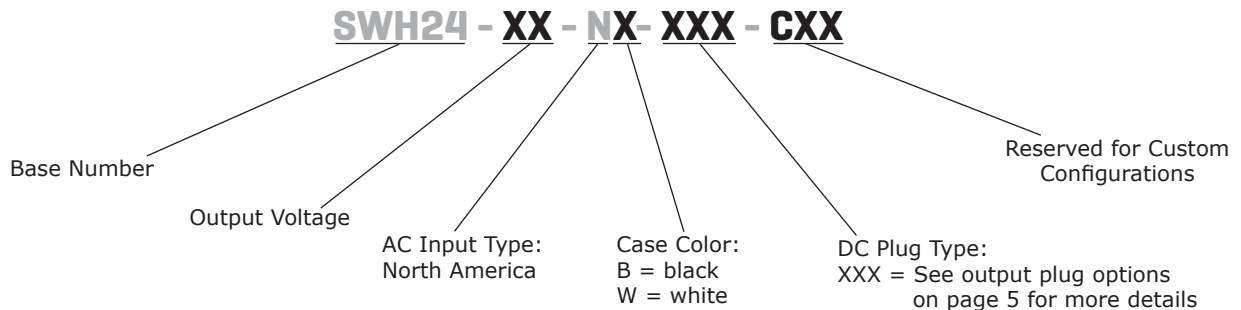 SWH24 - XX - NX- XXX - CXX
Base Number
Output Voltage
AC Input Type:
North America
Case Color:
B = black
W = white
DC Plug Type:
XXX = See output plug options
on page 5 for more details
Reserved for Custom
Configurations